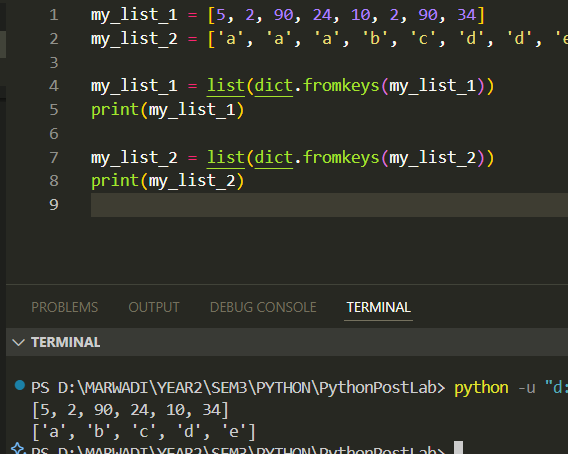 1 my_list_1 = [5, 2, 90, 24, 10, 2, 90, 34]
2 my_list_2 = ['a', 'a', 'a', 'b', 'c', 'd', 'd', 'e
3
4 my_list_1 = list(dict.fromkeys(my_list_1))
5 print(my_list_1)
6
7 my_list_2 = list(dict.fromkeys(my_list_2))
8 print(my_list_2)
9
PROBLEMS OUTPUT DEBUG CONSOLE TERMINAL
TERMINAL
PS D:\MARWADI\YEAR2\SEM3\PYTHON\PythonPostLab> python -u "d:
[5, 2, 90, 24, 10, 34]
['a', 'b', 'c', 'd', 'e']
PS D:\MARWADI\YEAR2\SEM3\PYTHON\PythonPostLab>